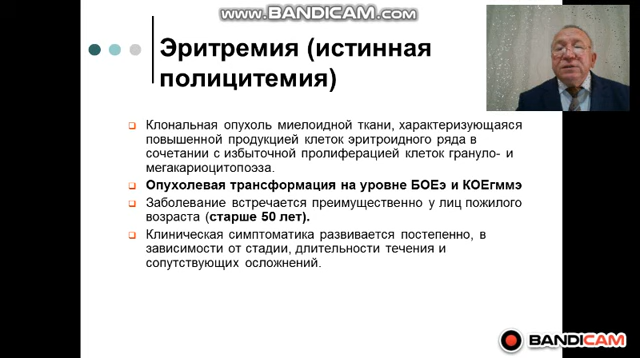 www.BANDICAM.com
Эритремия (истинная
полицитемия)
Клональная опухоль миелоидной ткани, характеризующаяся
повышенной продукцией клеток эритроидного ряда в
сочетании с избыточной пролиферацией клеток грануло- и
мегакариоцитопоэза.
Опухолевая трансформация на уровне БОЕэ и КОЕгммэ
Заболевание встречается преимущественно у лиц пожилого
возраста (старше 50 лет).
Клиническая симптоматика развивается постепенно, в
зависимости от стадии, длительности течения и
сопутствующих осложнений.
BANDICAM